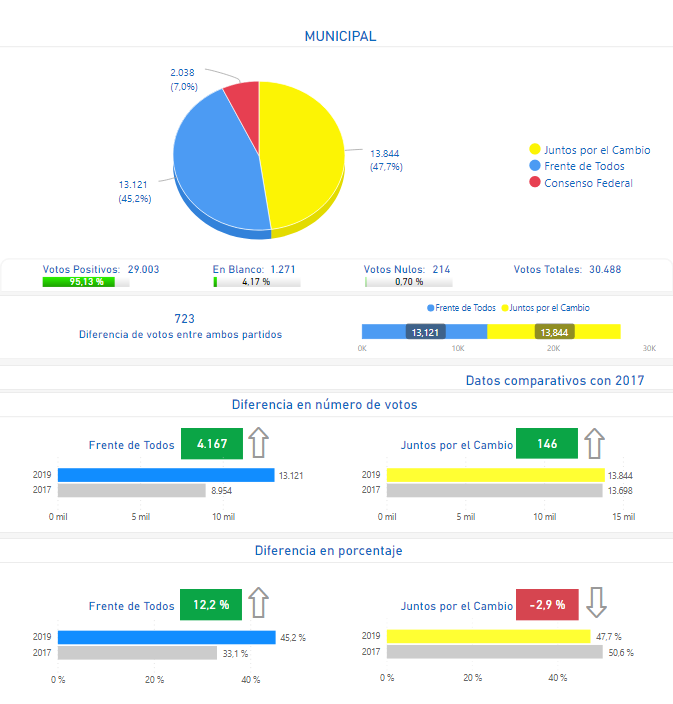 MUNICIPAL
2.038
(7,0%)
13.844
(47,7%)
13.121
(45,2%)
Juntos por el Cambio
Frente de Todos
Consenso Federal
Votos Positivos: 29.003
95,13 %
En Blanco: 1.271
4,17 %
Votos Nulos: 214
0,70 %
Votos Totales: 30.488
723
Diferencia de votos entre ambos partidos
Frente de Todos Juntos por el Cambio
13,121 13,844
0K 10K 20K 30K
Datos comparativos con 2017
Diferencia en número de votos
Frente de Todos 4.167
2019 13.121
2017 8.954
0 mil 5 mil 10 mil
Juntos por el Cambio 146
2019 13.844
2017 13.698
0 mil 5 mil 10 mil 15 mil
Diferencia en porcentaje
Frente de Todos 12,2 %
2019 45,2 %
2017 33,1 %
0 % 20 % 40 %
Juntos por el Cambio -2,9 %
2019 47,7 %
2017 50,6 %
0 % 20 % 40 %